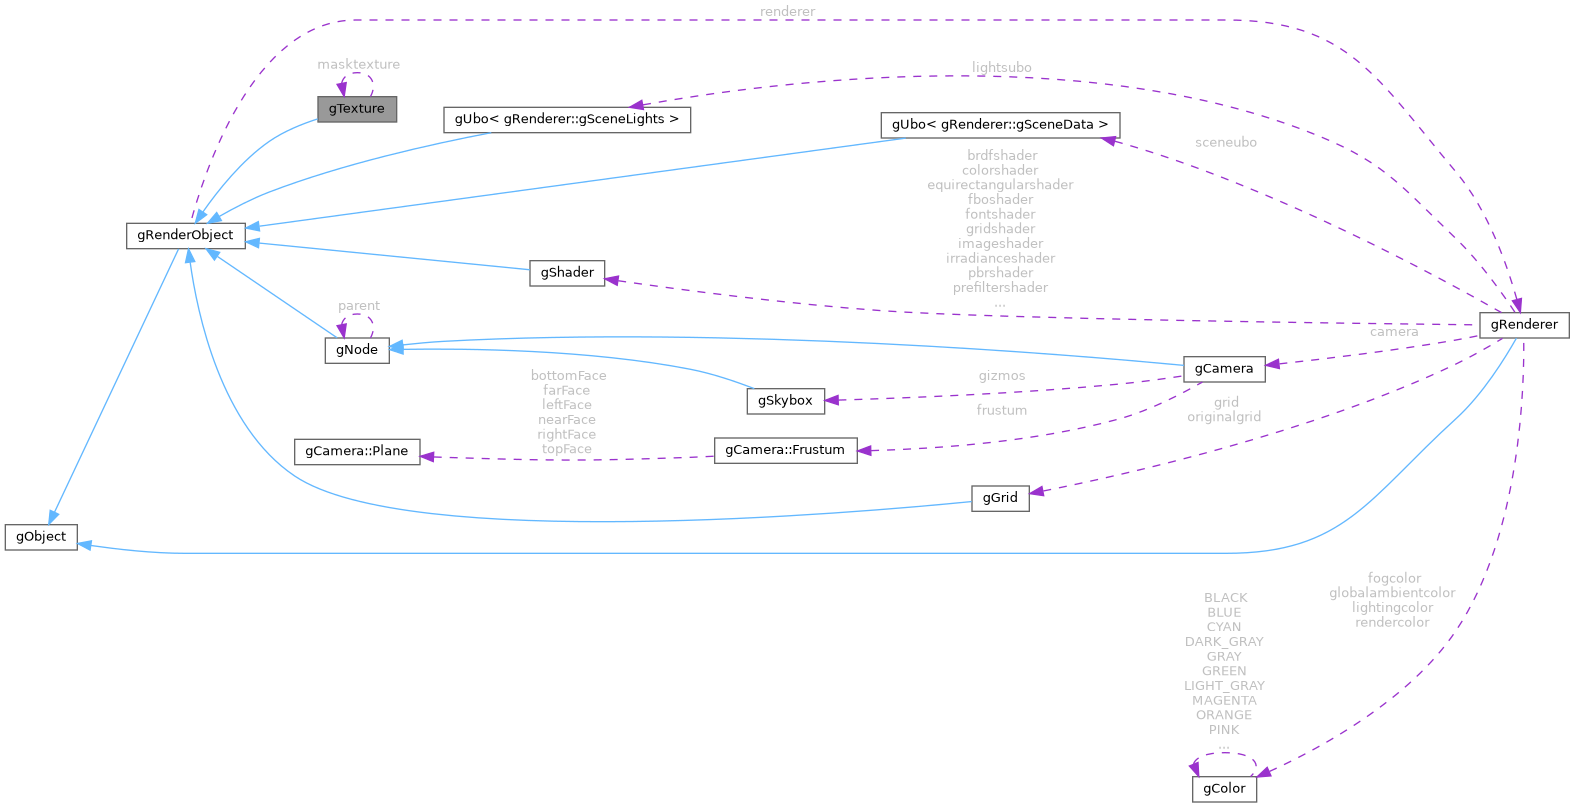 renderer
masktexture
gTexture
lightsubo
gUbo< gRenderer::gSceneLights >
gUbo< gRenderer::gSceneData >
sceneubo
brdfshader
colorshader
equirectangularshader
fboshader
fontshader
gridshader
imageshader
irradianceshader
pbrshader
prefiltershader
...
gRenderObject
gShader
parent
gNode
gRenderer
camera
gCamera
gizmos
gSkybox
frustum
grid
originalgrid
bottomFace
farFace
leftFace
nearFace
rightFace
topFace
gCamera::Plane
gCamera::Frustum
gGrid
gObject
fogcolor
globalambientcolor
lightingcolor
rendercolor
BLACK
BLUE
CYAN
DARK_GRAY
GRAY
GREEN
LIGHT_GRAY
MAGENTA
ORANGE
PINK
...
gColor